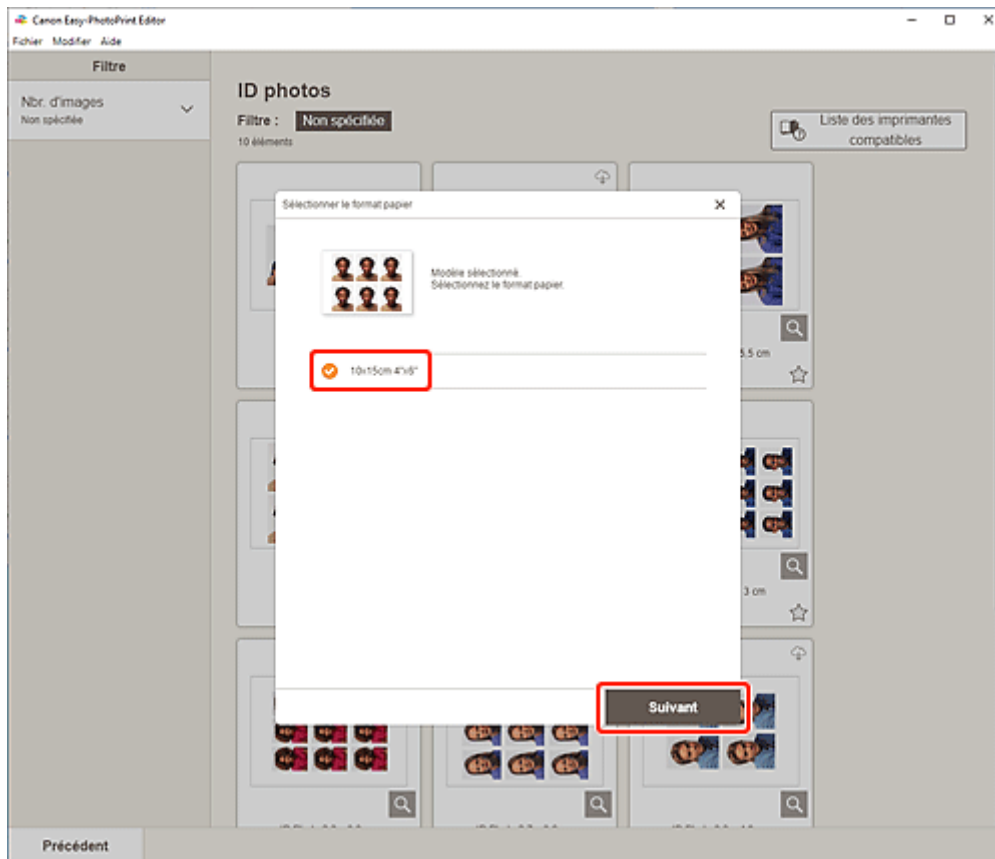 Canon Easy-PhotoPrint Editor
Fichier Modifier Aide
Filtre
Nbr. d'images
Non spécifiée
ID photos
Filtre : Non spécifiée
10 éléments
Liste des imprimantes
compatibles
Sélectionner le format papier
Modèle sélectionné.
Sélectionnez le format papier.
5,5 cm
10x15cm 4"x6"
3 cm
Suivant
Précédent